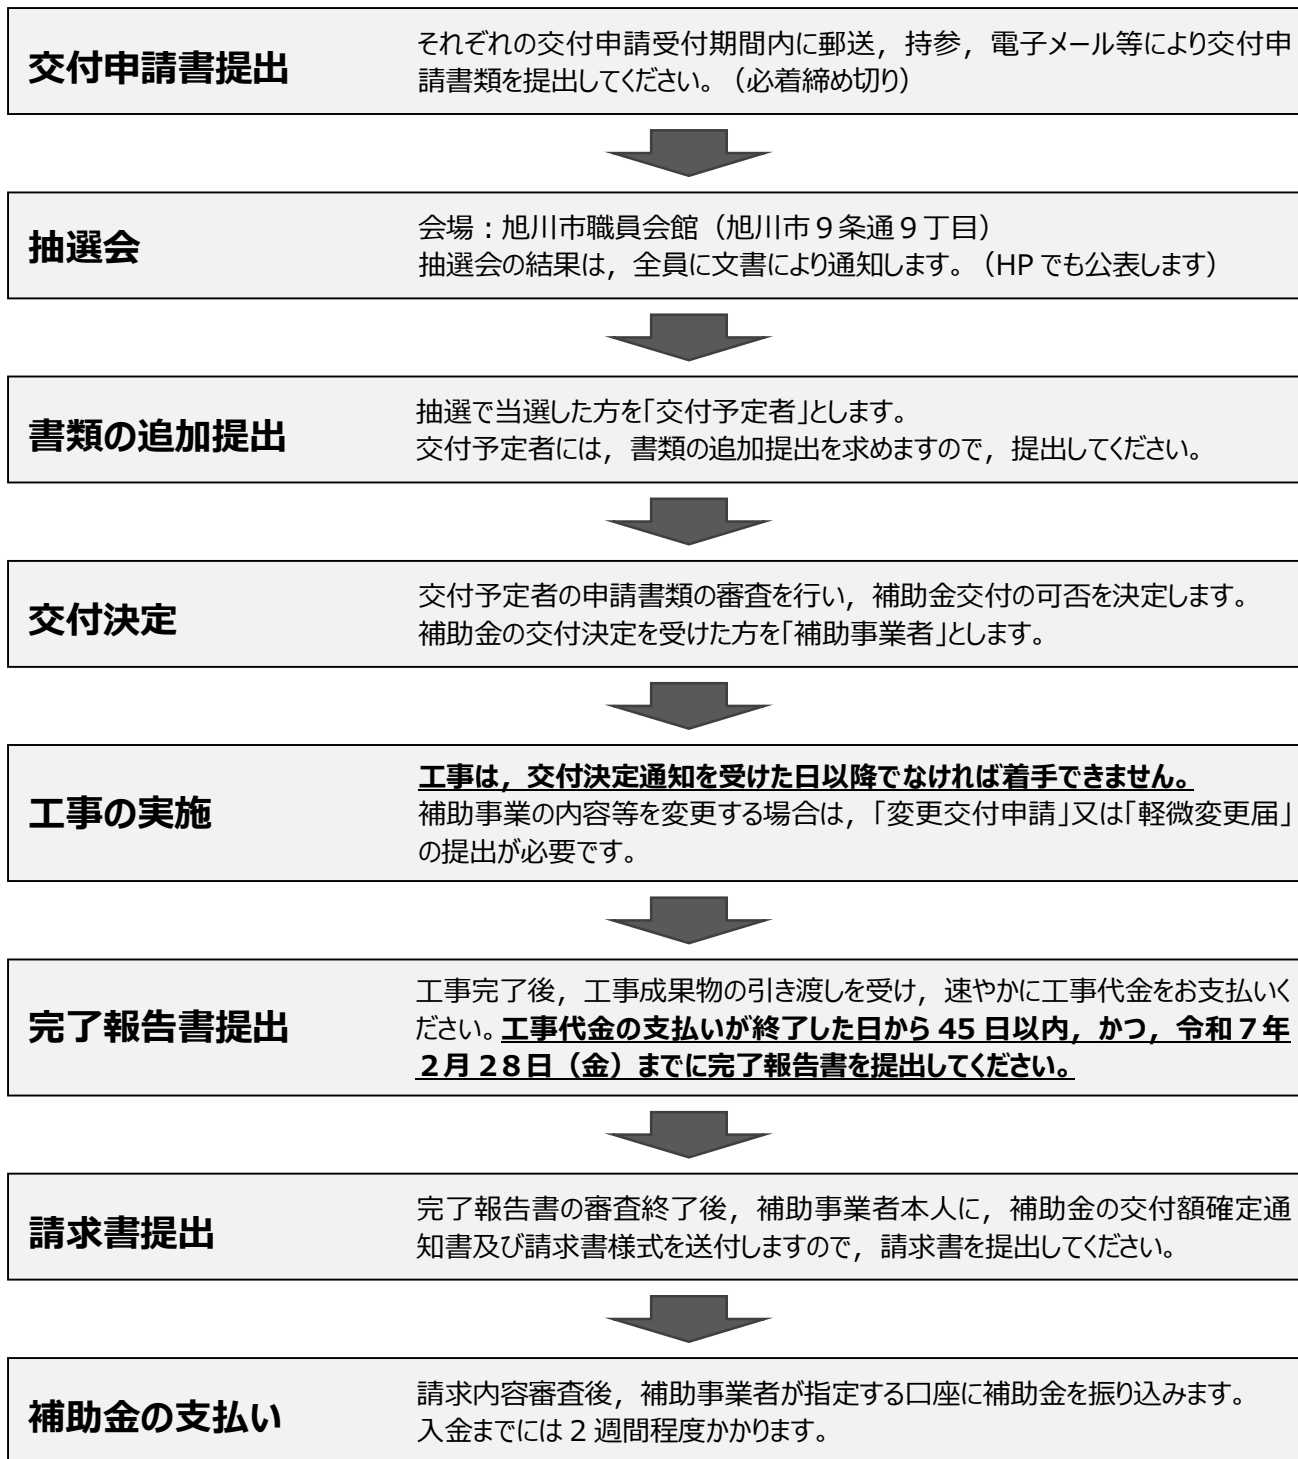 交付申請書提出
それぞれの交付申請受付期間内に郵送，持参，電子メール等により交付申
請書類を提出してください。（必着締め切り）
抽選会
会場：旭川市職員会館（旭川市９条通９丁目）
抽選会の結果は，全員に文書により通知します。（HP でも公表します）
書類の追加提出
抽選で当選した方を「交付予定者」とします。
交付予定者には，書類の追加提出を求めますので，提出してください。
交付決定
交付予定者の申請書類の審査を行い，補助金交付の可否を決定します。
補助金の交付決定を受けた方を「補助事業者」とします。
工事の実施
工事は，交付決定通知を受けた日以降でなければ着手できません。
補助事業の内容等を変更する場合は，「変更交付申請」又は「軽微変更届」
の提出が必要です。
完了報告書提出
工事完了後，工事成果物の引き渡しを受け，速やかに工事代金をお支払いく
ださい。工事代金の支払いが終了した日から 45 日以内，かつ，令和７年
２月２８日（金）までに完了報告書を提出してください。
請求書提出
完了報告書の審査終了後，補助事業者本人に，補助金の交付額確定通
知書及び請求書様式を送付しますので，請求書を提出してください。
補助金の支払い
請求内容審査後，補助事業者が指定する口座に補助金を振り込みます。
入金までには 2 週間程度かかります。